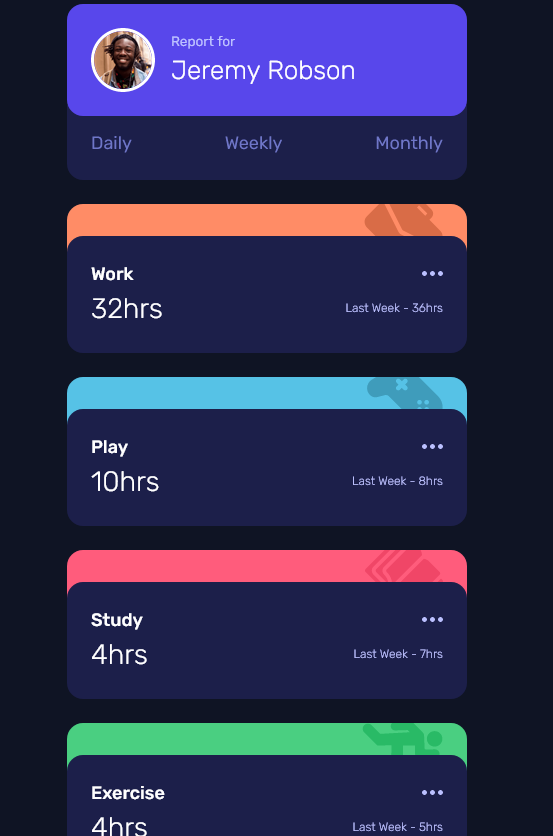 Report for
Jeremy Robson
Daily Weekly Monthly
Work
32hrs Last Week - 36hrs
Play
10hrs Last Week - 8hrs
Study
4hrs Last Week - 7hrs
Exercise
4hrs Last Week - 5hrs